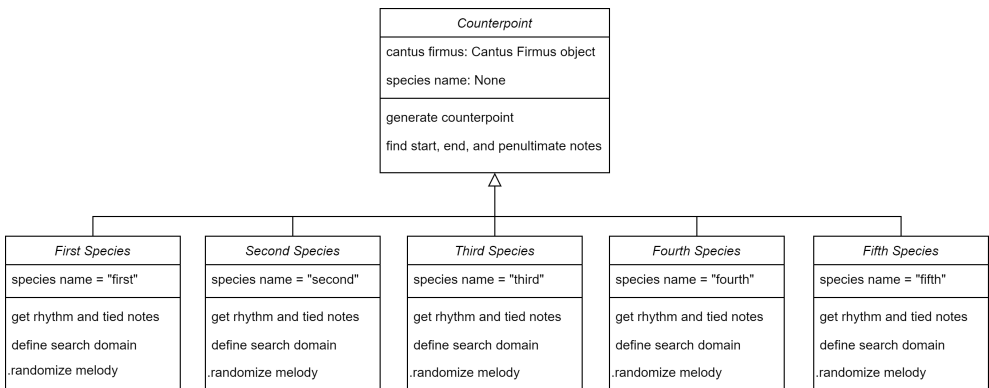 Counterpoint
cantus firmus: Cantus Firmus object
species name: None
generate counterpoint
find start, end, and penultimate notes
First Species
species name = "first"
get rhythm and tied notes
define search domain
.randomize melody
Second Species
species name = "second"
get rhythm and tied notes
define search domain
.randomize melody
Third Species
species name = "third"
get rhythm and tied notes
define search domain
.randomize melody
Fourth Species
species name = "fourth"
get rhythm and tied notes
define search domain
.randomize melody
Fifth Species
species name = "fifth"
get rhythm and tied notes
define search domain
.randomize melody